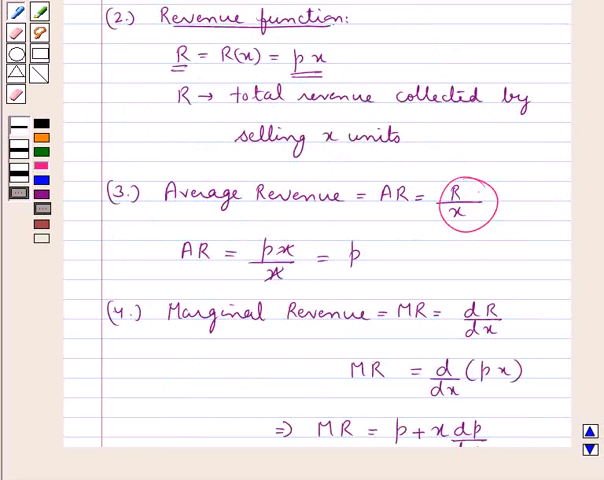 (2.) Revenue function:
R = R(x) = px
R → total revenue collected by
selling x units
(3.) Average Revenue = AR = R/x
AR = px/x = p
(4.) Marginal Revenue = MR = dR/dx
MR = d/dx (px)
⇒ MR = p + x dp/dx